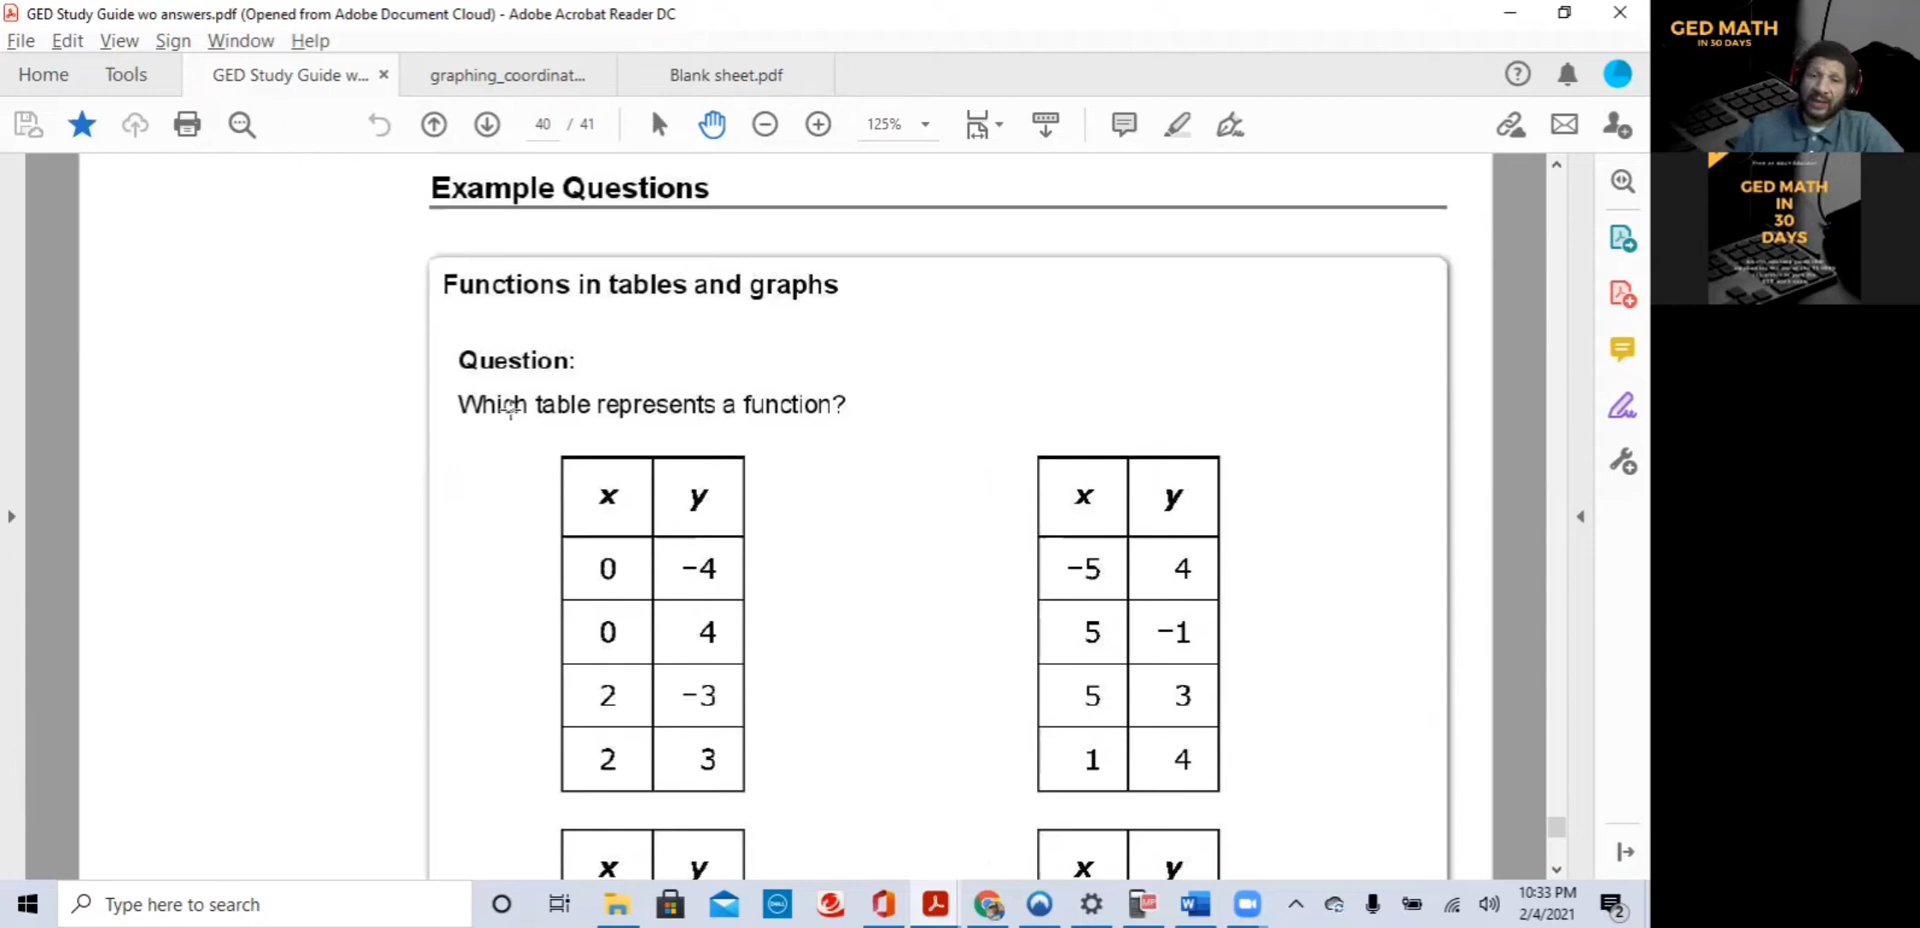 GED Study Guide wo answers.pdf (Opened from Adobe Document Cloud) - Adobe Acrobat Reader DC
File Edit View Sign Window Help
Home Tools GED Study Guide w... × graphing_coordinat... Blank sheet.pdf
40 / 41 125%
Example Questions
Functions in tables and graphs
Question:
Which table represents a function?
x y
0 −4
0 4
2 −3
2 3
x y
−5 4
5 −1
5 3
1 4
x y
x y
Type here to search
DELL
MP
10:33 PM
2/4/2021
2
GED MATH
IN 30 DAYS
GED MATH
IN
30
DAYS